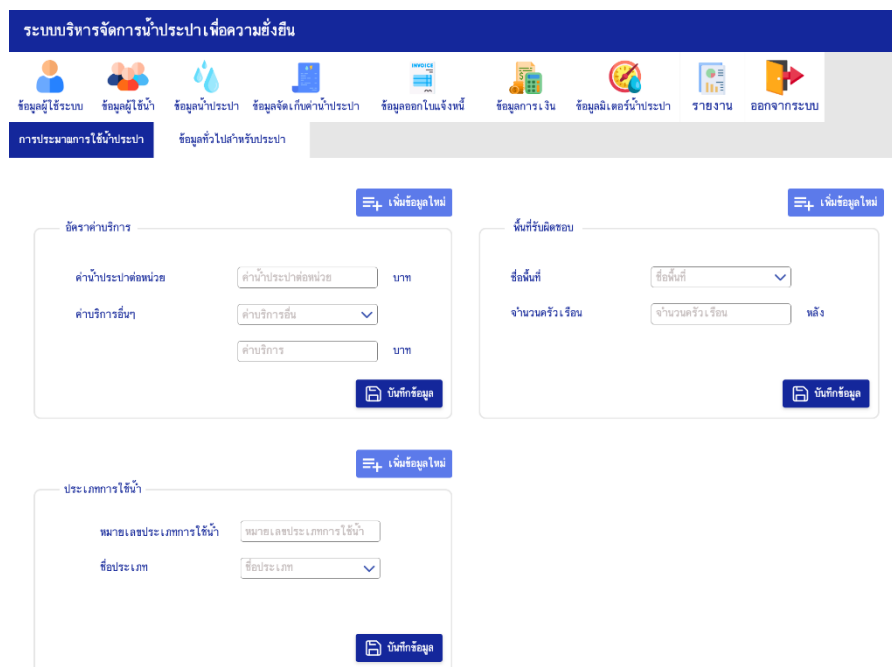 ระบบบริหารจัดการน้ำประปาเพื่อความยั่งยืน
INVOICE
ข้อมูลผู้ใช้ระบบ ข้อมูลผู้ใช้น้ำ ข้อมูลน้ำประปา ข้อมูลจัดเก็บค่าน้ำประปา ข้อมูลออกใบแจ้งหนี้ ข้อมูลการเงิน ข้อมูลมิเตอร์น้ำประปา รายงาน ออกจากระบบ
การประมาณการใช้น้ำประปา ข้อมูลทั่วไปสำหรับประปา
เพิ่มข้อมูลใหม่
อัตราค่าบริการ
ค่าน้ำประปาต่อหน่วย ค่าน้ำประปาต่อหน่วย บาท
ค่าบริการอื่นๆ ค่าบริการอื่น
ค่าบริการ บาท
บันทึกข้อมูล
เพิ่มข้อมูลใหม่
พื้นที่รับผิดชอบ
ชื่อพื้นที่ ชื่อพื้นที่
จำนวนครัวเรือน จำนวนครัวเรือน หลัง
บันทึกข้อมูล
เพิ่มข้อมูลใหม่
ประเภทการใช้น้ำ
หมายเลขประเภทการใช้น้ำ หมายเลขประเภทการใช้น้ำ
ชื่อประเภท ชื่อประเภท
บันทึกข้อมูล